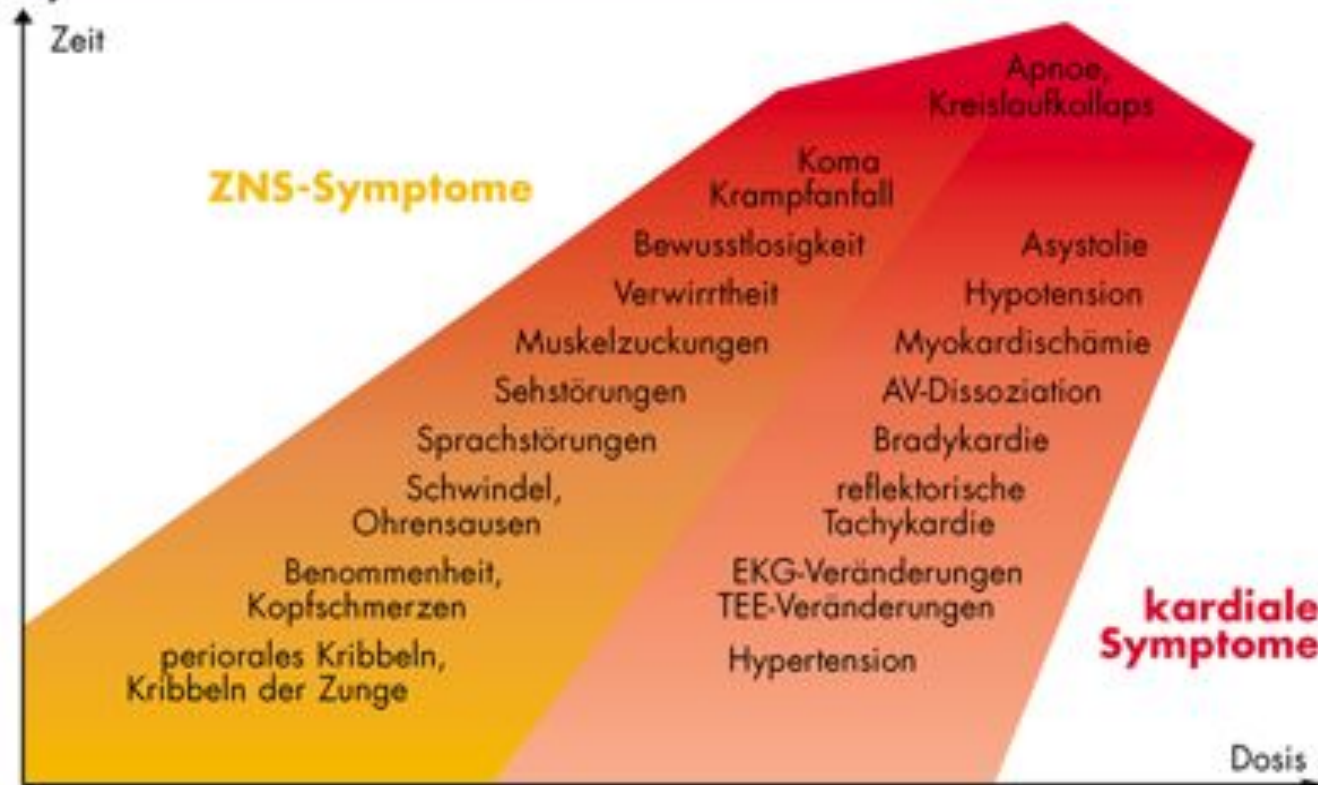 Zeit
ZNS-Symptome
Apnoe,
Kreislaufkollaps
Koma
Krampfanfall
Bewusstlosigkeit
Verwirrtheit
Muskelzuckungen
Sehstörungen
Sprachstörungen
Schwindel,
Ohrensausen
Benommenheit,
Kopfschmerzen
periorales Kribbeln,
Kribbeln der Zunge
Asystolie
Hypotension
Myokardischämie
AV-Dissoziation
Bradykardie
reflektorische
Tachykardie
EKG-Veränderungen
TEE-Veränderungen
Hypertension
kardiale
Symptome
Dosis